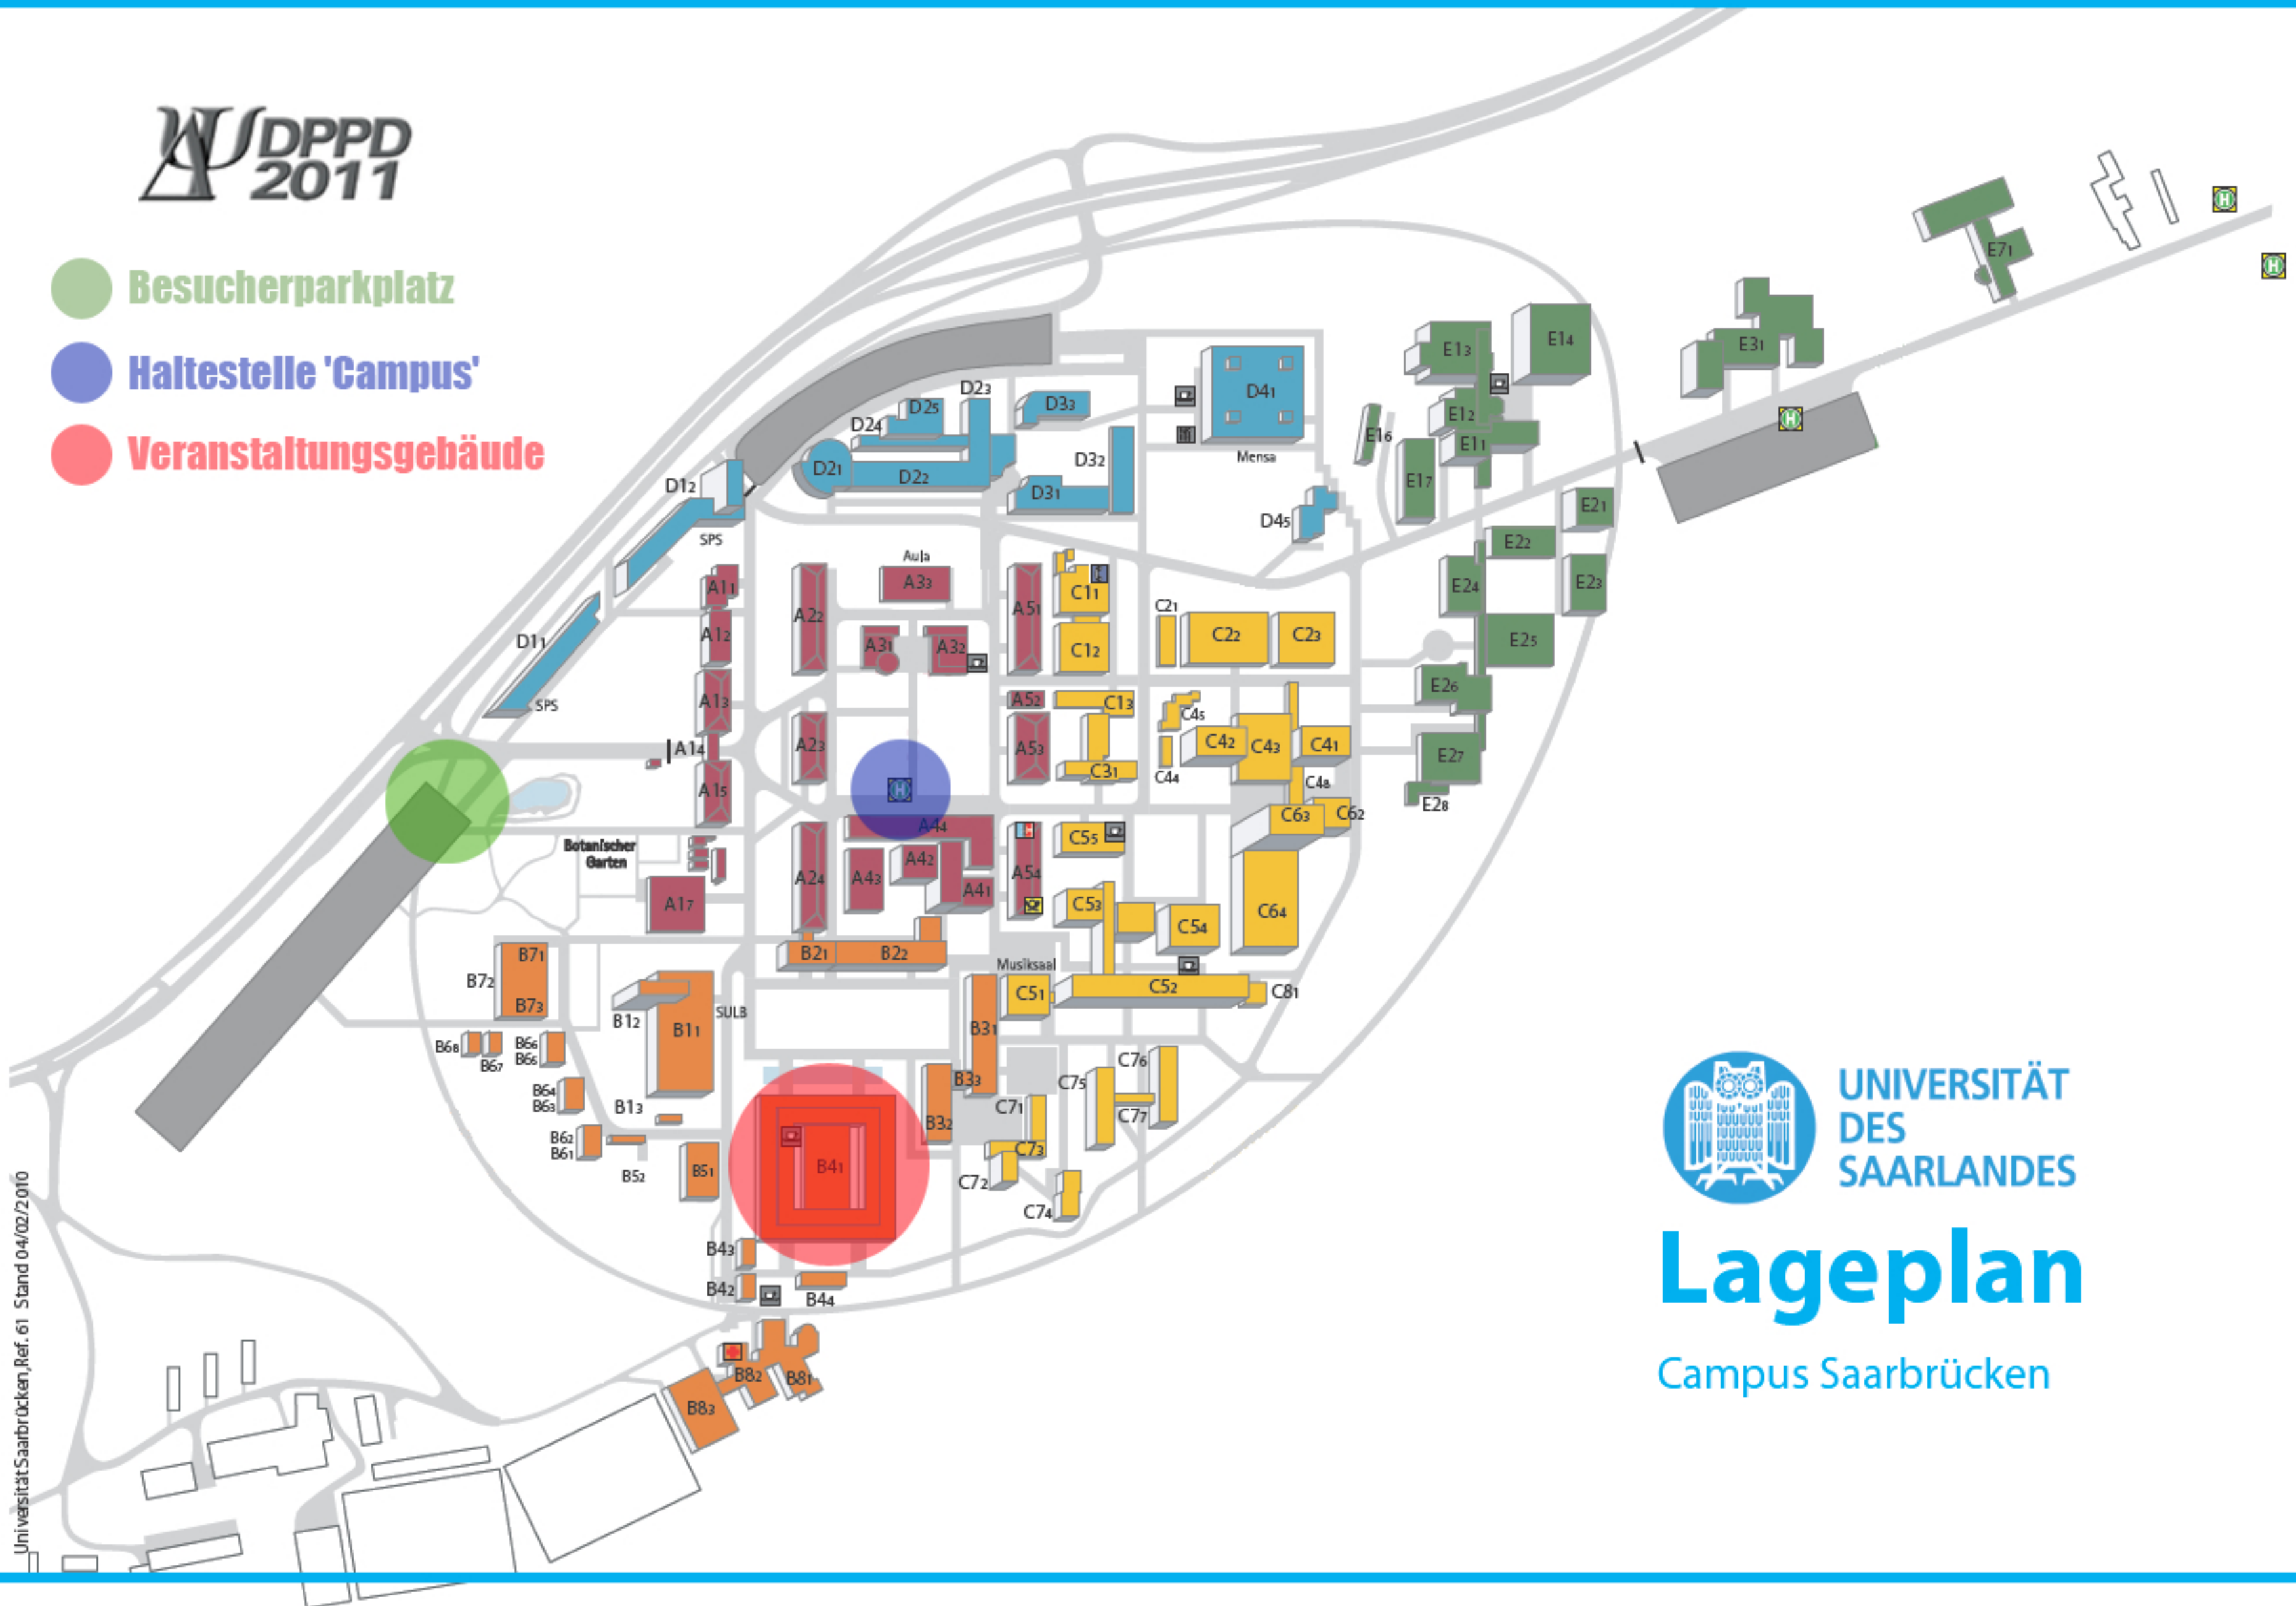 DPPD
2011
Besucherparkplatz
Haltestelle 'Campus'
Veranstaltungsgebäude
E71
E14
E13
E31
D23
D25
D33
D41
D24
E12
E16
E11
Mensa
D32
D21
D22
E17
D12
D31
E21
D45
E22
SPS
Aula
A33
A11
E24
E23
C11
A51
C21
A22
A12
C22
C23
D11
E25
A31
A32
C12
E26
A52
C13
A13
SPS
C45
A14
A23
A53
C42
C43
C41
E27
C31
C44
C48
A15
H
E28
C63
C62
A44
Botanischer
Garten
C55
A42
A24
A43
A54
A41
A17
C53
C64
C54
B71
B21
B22
Musiksaal
B72
C51
C52
C81
B73
SULB
B12
B11
B31
B68
B67
B66
B65
C76
B33
C75
B64
B63
B13
C71
C77
B32
B62
B61
C73
B52
B51
B41
C72
C74
B43
B42
B44
B82
B81
B83
UNIVERSITÄT
DES
SAARLANDES
Lageplan
Campus Saarbrücken
Universität Saarbrücken,Ref. 61 Stand 04/02/2010